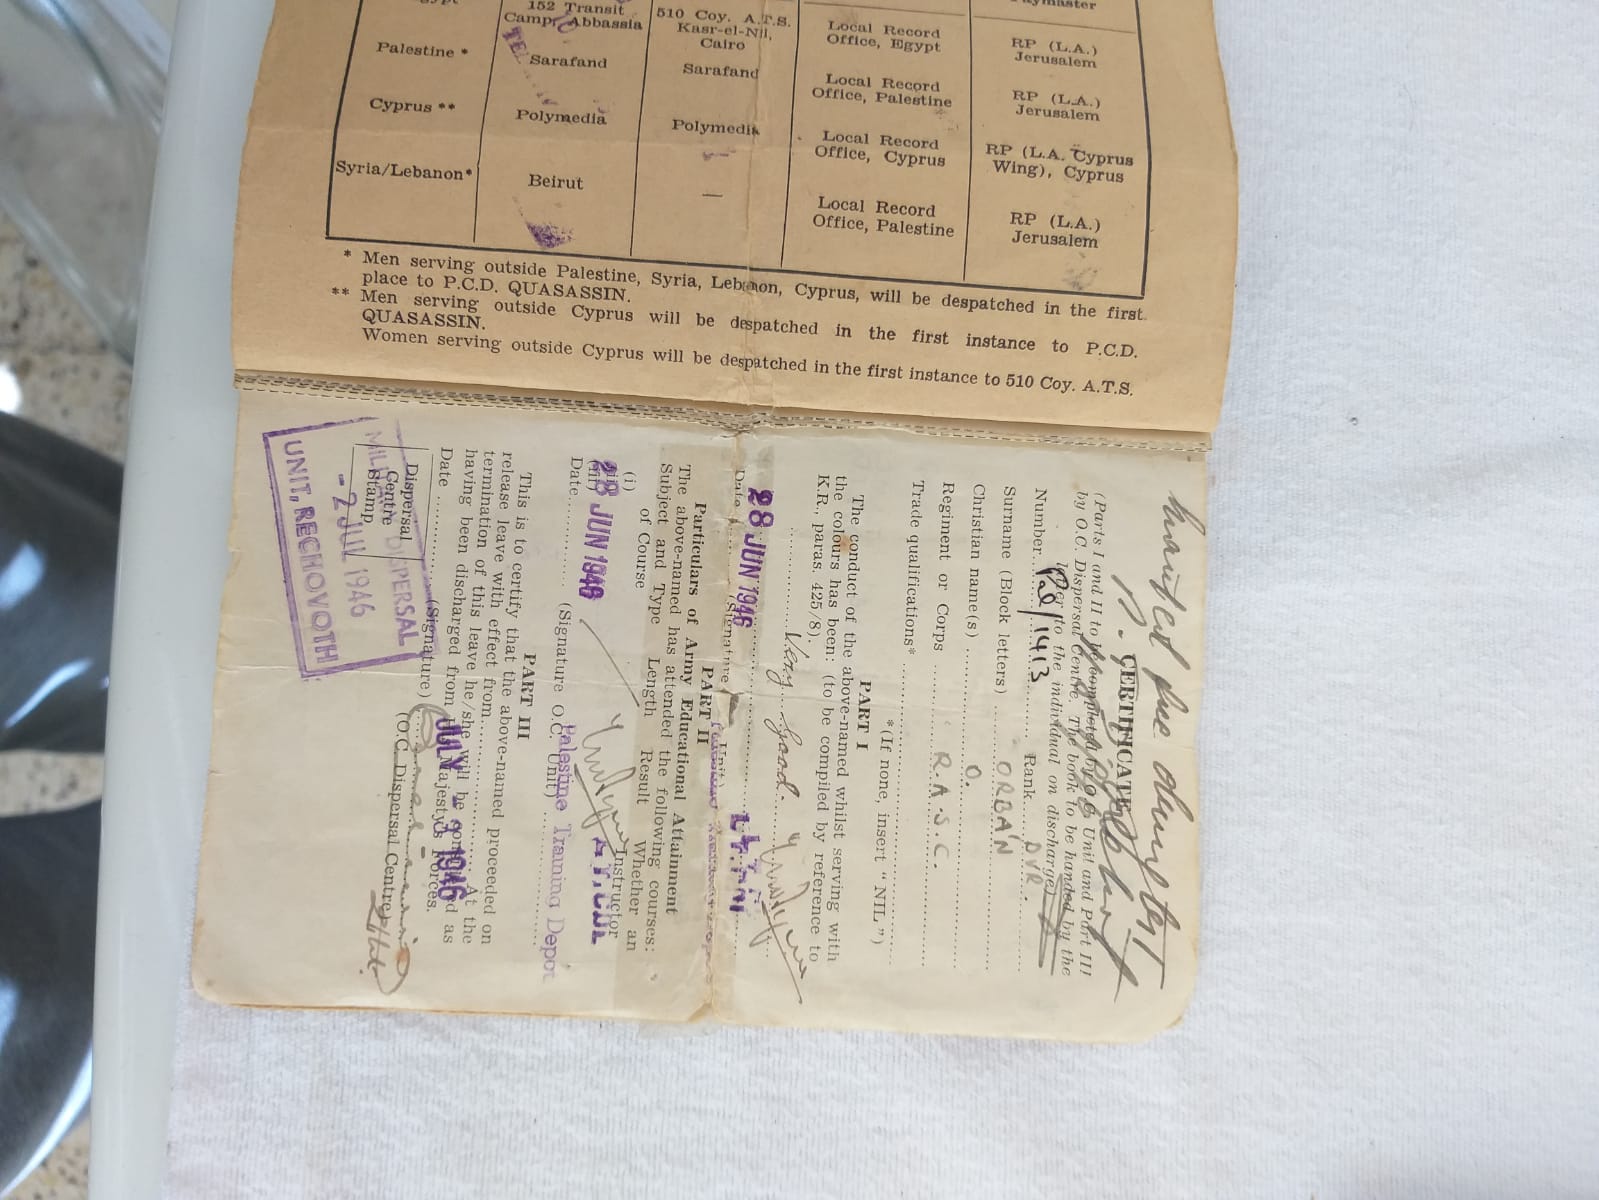 152 Transit
Camp, Abbassia
510 Coy. A.T.S.
Kasr-el-Nil,
Cairo
Local Record
Office, Egypt
RP (L.A.)
Jerusalem
Palestine *
Sarafand
Sarafand
Local Record
Office, Palestine
RP (L.A.)
Jerusalem
Cyprus **
Polymedia
Polymedia
Local Record
Office, Cyprus
RP (L.A. Cyprus
Wing), Cyprus
Syria/Lebanon*
Beirut
—
Local Record
Office, Palestine
RP (L.A.)
Jerusalem
* Men serving outside Palestine, Syria, Lebanon, Cyprus, will be despatched in the first
place to P.C.D. QUASASSIN.
** Men serving outside Cyprus will be despatched in the first instance to P.C.D.
QUASASSIN.
Women serving outside Cyprus will be despatched in the first instance to 510 Coy. A.T.S.
CERTIFICATE
(Parts I and II to be completed by O.C. Unit and Part III
by O.C. Dispersal Centre. The book to be handed by the
latter to the individual on discharge)
Number Pal/1413 Rank DVR.
Surname (Block letters) ORBÁN
Christian name(s) O.
Regiment or Corps R.A.S.C.
Trade qualifications*
*(If none, insert "NIL")
PART I
The conduct of the above-named whilst serving with
the colours has been: (to be compiled by reference to
K.R., paras. 425/8).
Very Good.
Date 28 JUN 1946 (Signature
PART II
Particulars of Army Educational Attainment
The above-named has attended the following courses:
Subject and Type Length Result Whether an
of Course Instructor
(i)
28 JUN 1946
Date (Signature O.C. Unit)
Palestine Training Depot
PART III
This is to certify that the above-named proceeded on
release leave with effect from At the
termination of this leave he/she will be as
having been discharged from Majesty's Forces.
Date JULY 1946
(Signature)
(O.C. Dispersal Centre)
Dispersal
Centre
Stamp
DISPERSAL
- 2 JUL 1946
UNIT, RECHOVOTH